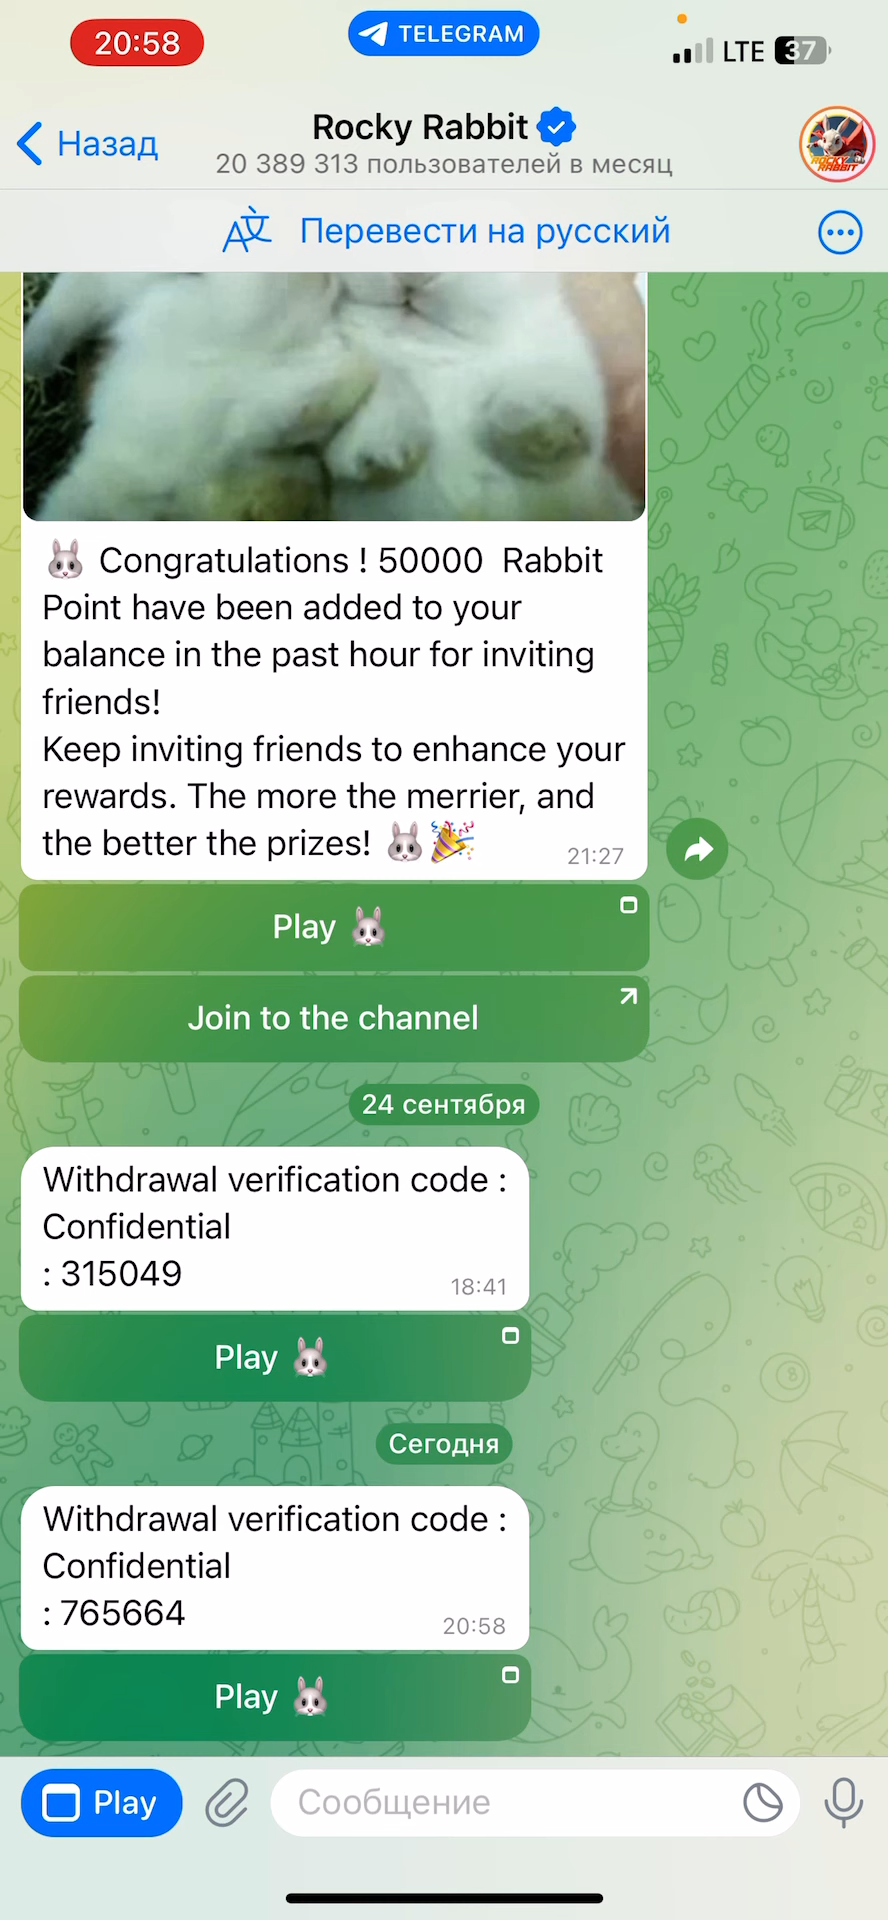 20:58
TELEGRAM
LTE 37
Назад
Rocky Rabbit
20 389 313 пользователей в месяц
ROCKY RABBIT
Перевести на русский
🐰 Congratulations ! 50000 Rabbit
Point have been added to your
balance in the past hour for inviting
friends!
Keep inviting friends to enhance your
rewards. The more the merrier, and
the better the prizes! 🐰🎉
21:27
Play 🐰
Join to the channel
24 сентября
Withdrawal verification code :
Confidential
: 315049
18:41
Play 🐰
Сегодня
Withdrawal verification code :
Confidential
: 765664
20:58
Play 🐰
Play
Сообщение